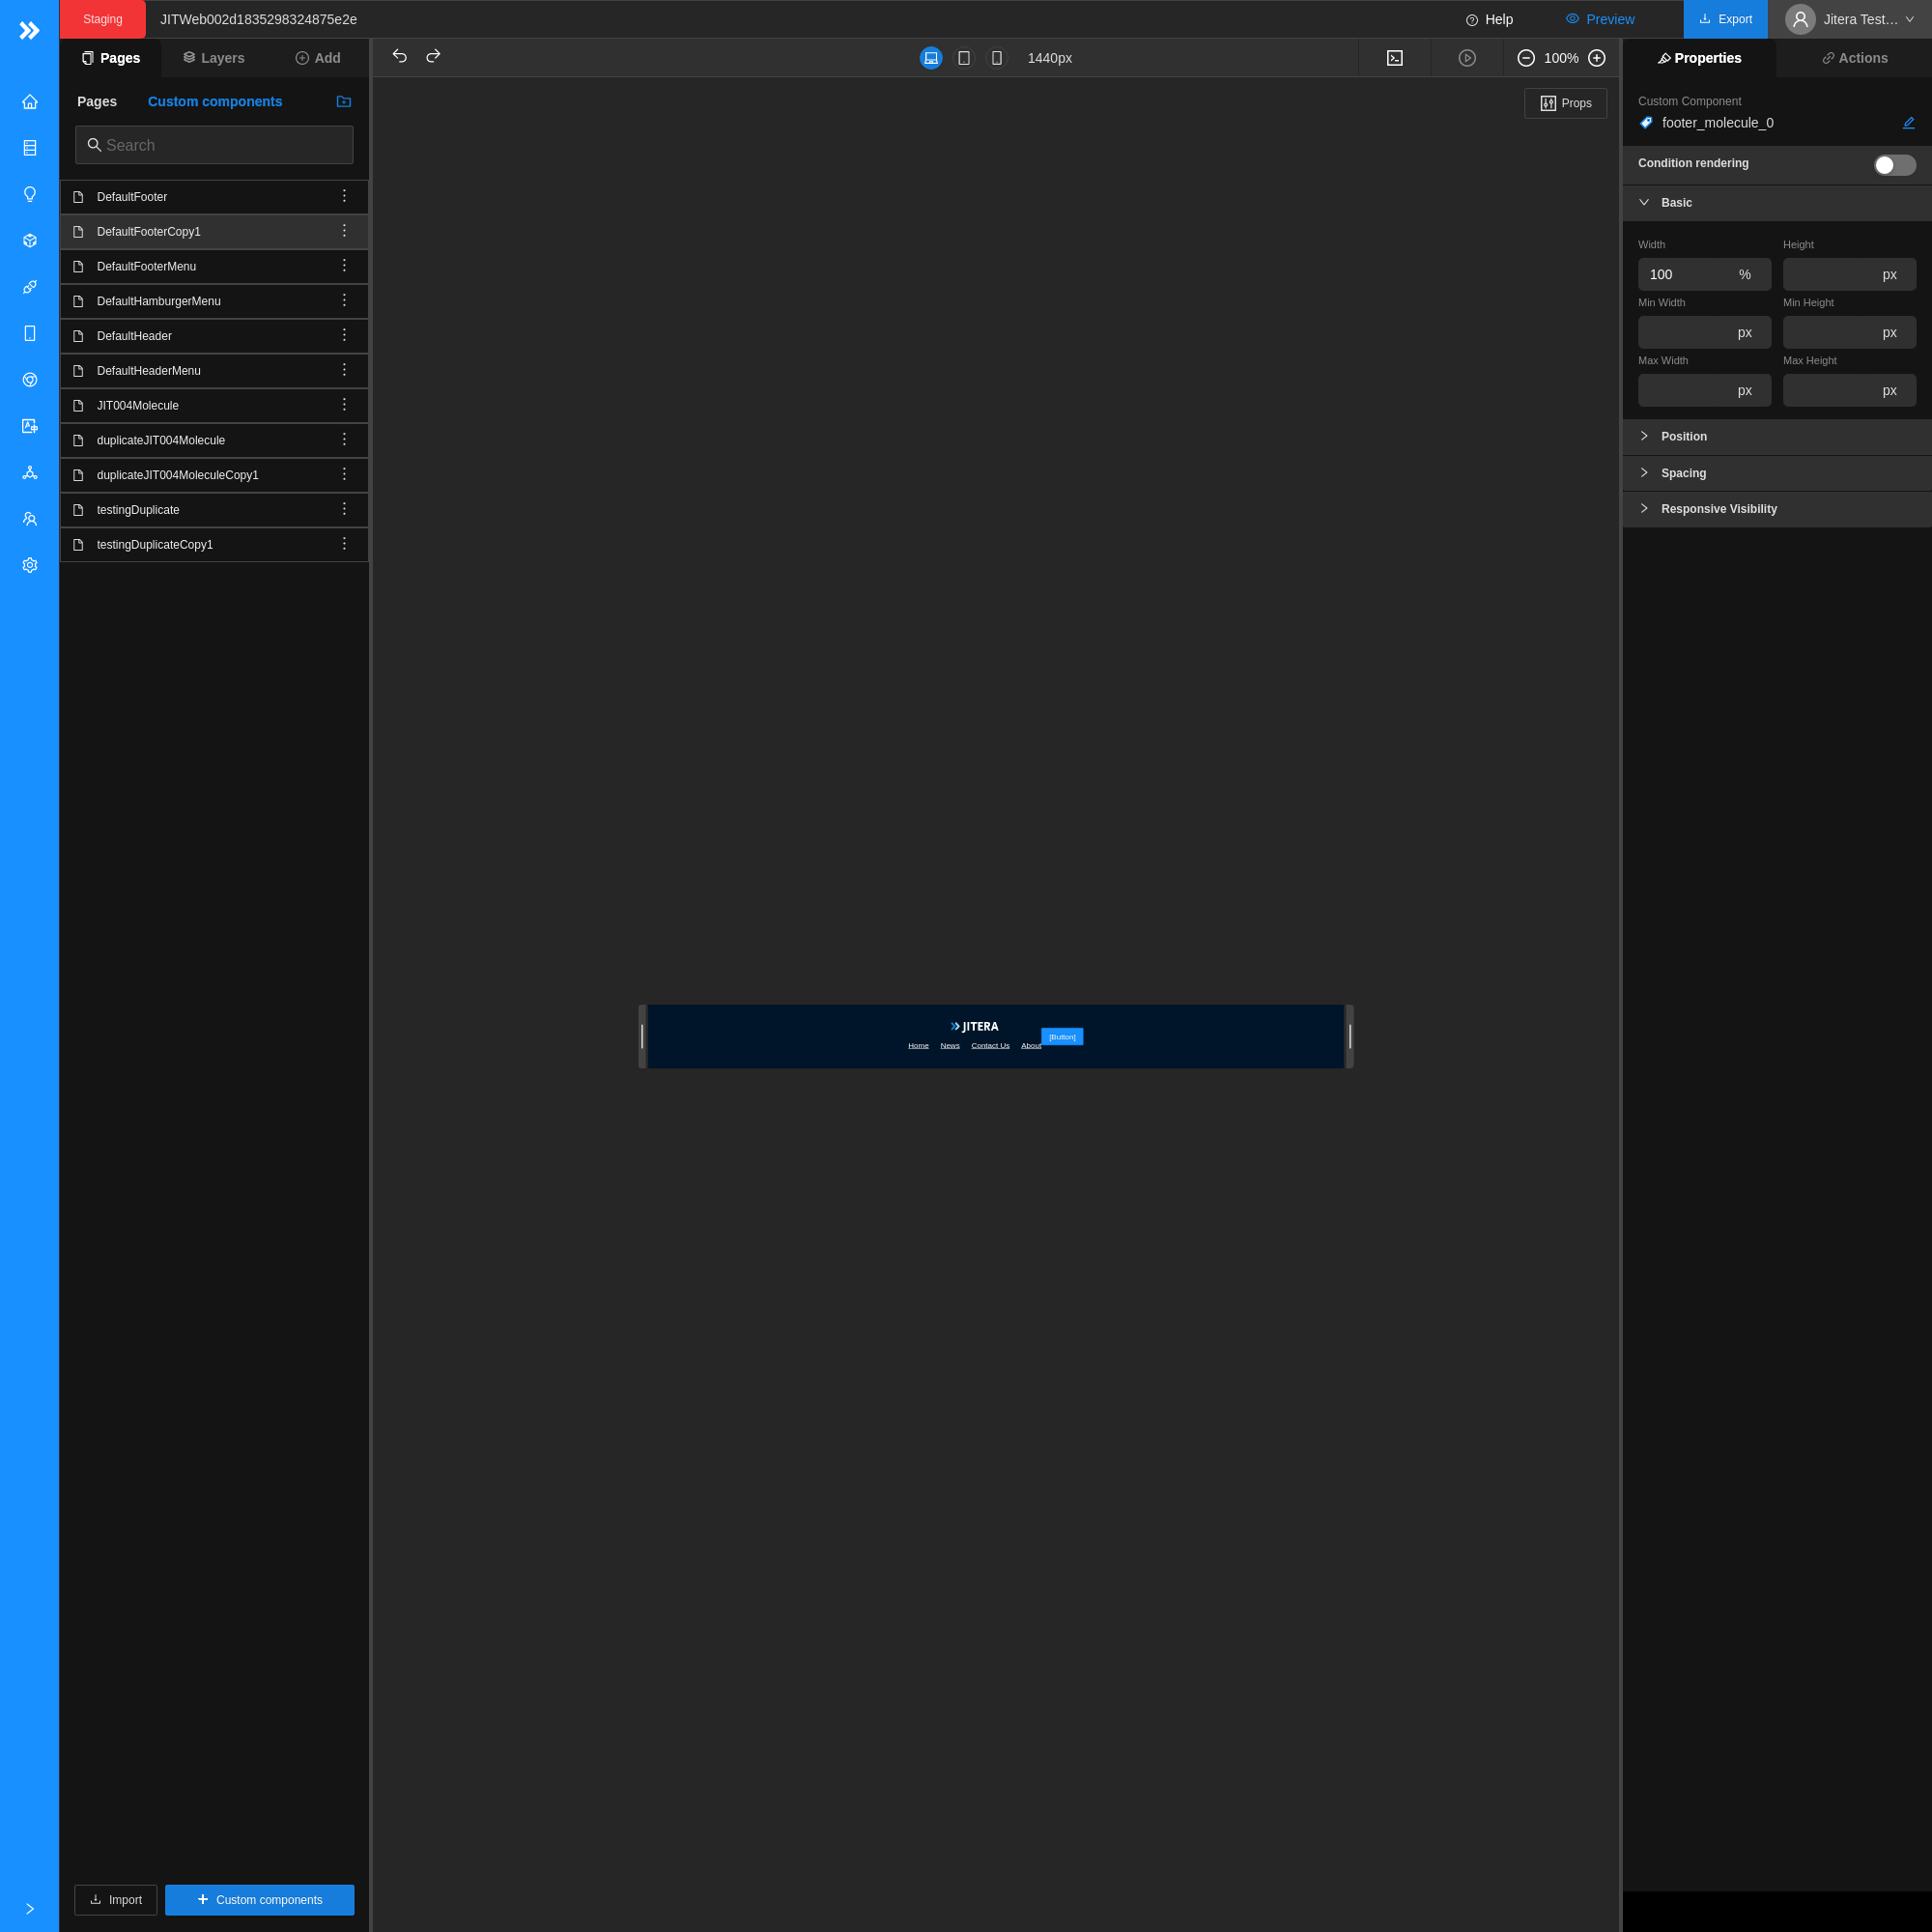 Staging
JITWeb002d1835298324875e2e
Help
Preview
Export
Jitera Test…
Pages
Layers
Add
1440px
100%
Properties
Actions
Pages
Custom components
Search
DefaultFooter
DefaultFooterCopy1
DefaultFooterMenu
DefaultHamburgerMenu
DefaultHeader
DefaultHeaderMenu
JIT004Molecule
duplicateJIT004Molecule
duplicateJIT004MoleculeCopy1
testingDuplicate
testingDuplicateCopy1
Import
Custom components
Props
JITERA
Home News Contact Us About
[Button]
Custom Component
footer_molecule_0
Condition rendering
Basic
Width Height
100 % px
Min Width Min Height
px px
Max Width Max Height
px px
Position
Spacing
Responsive Visibility